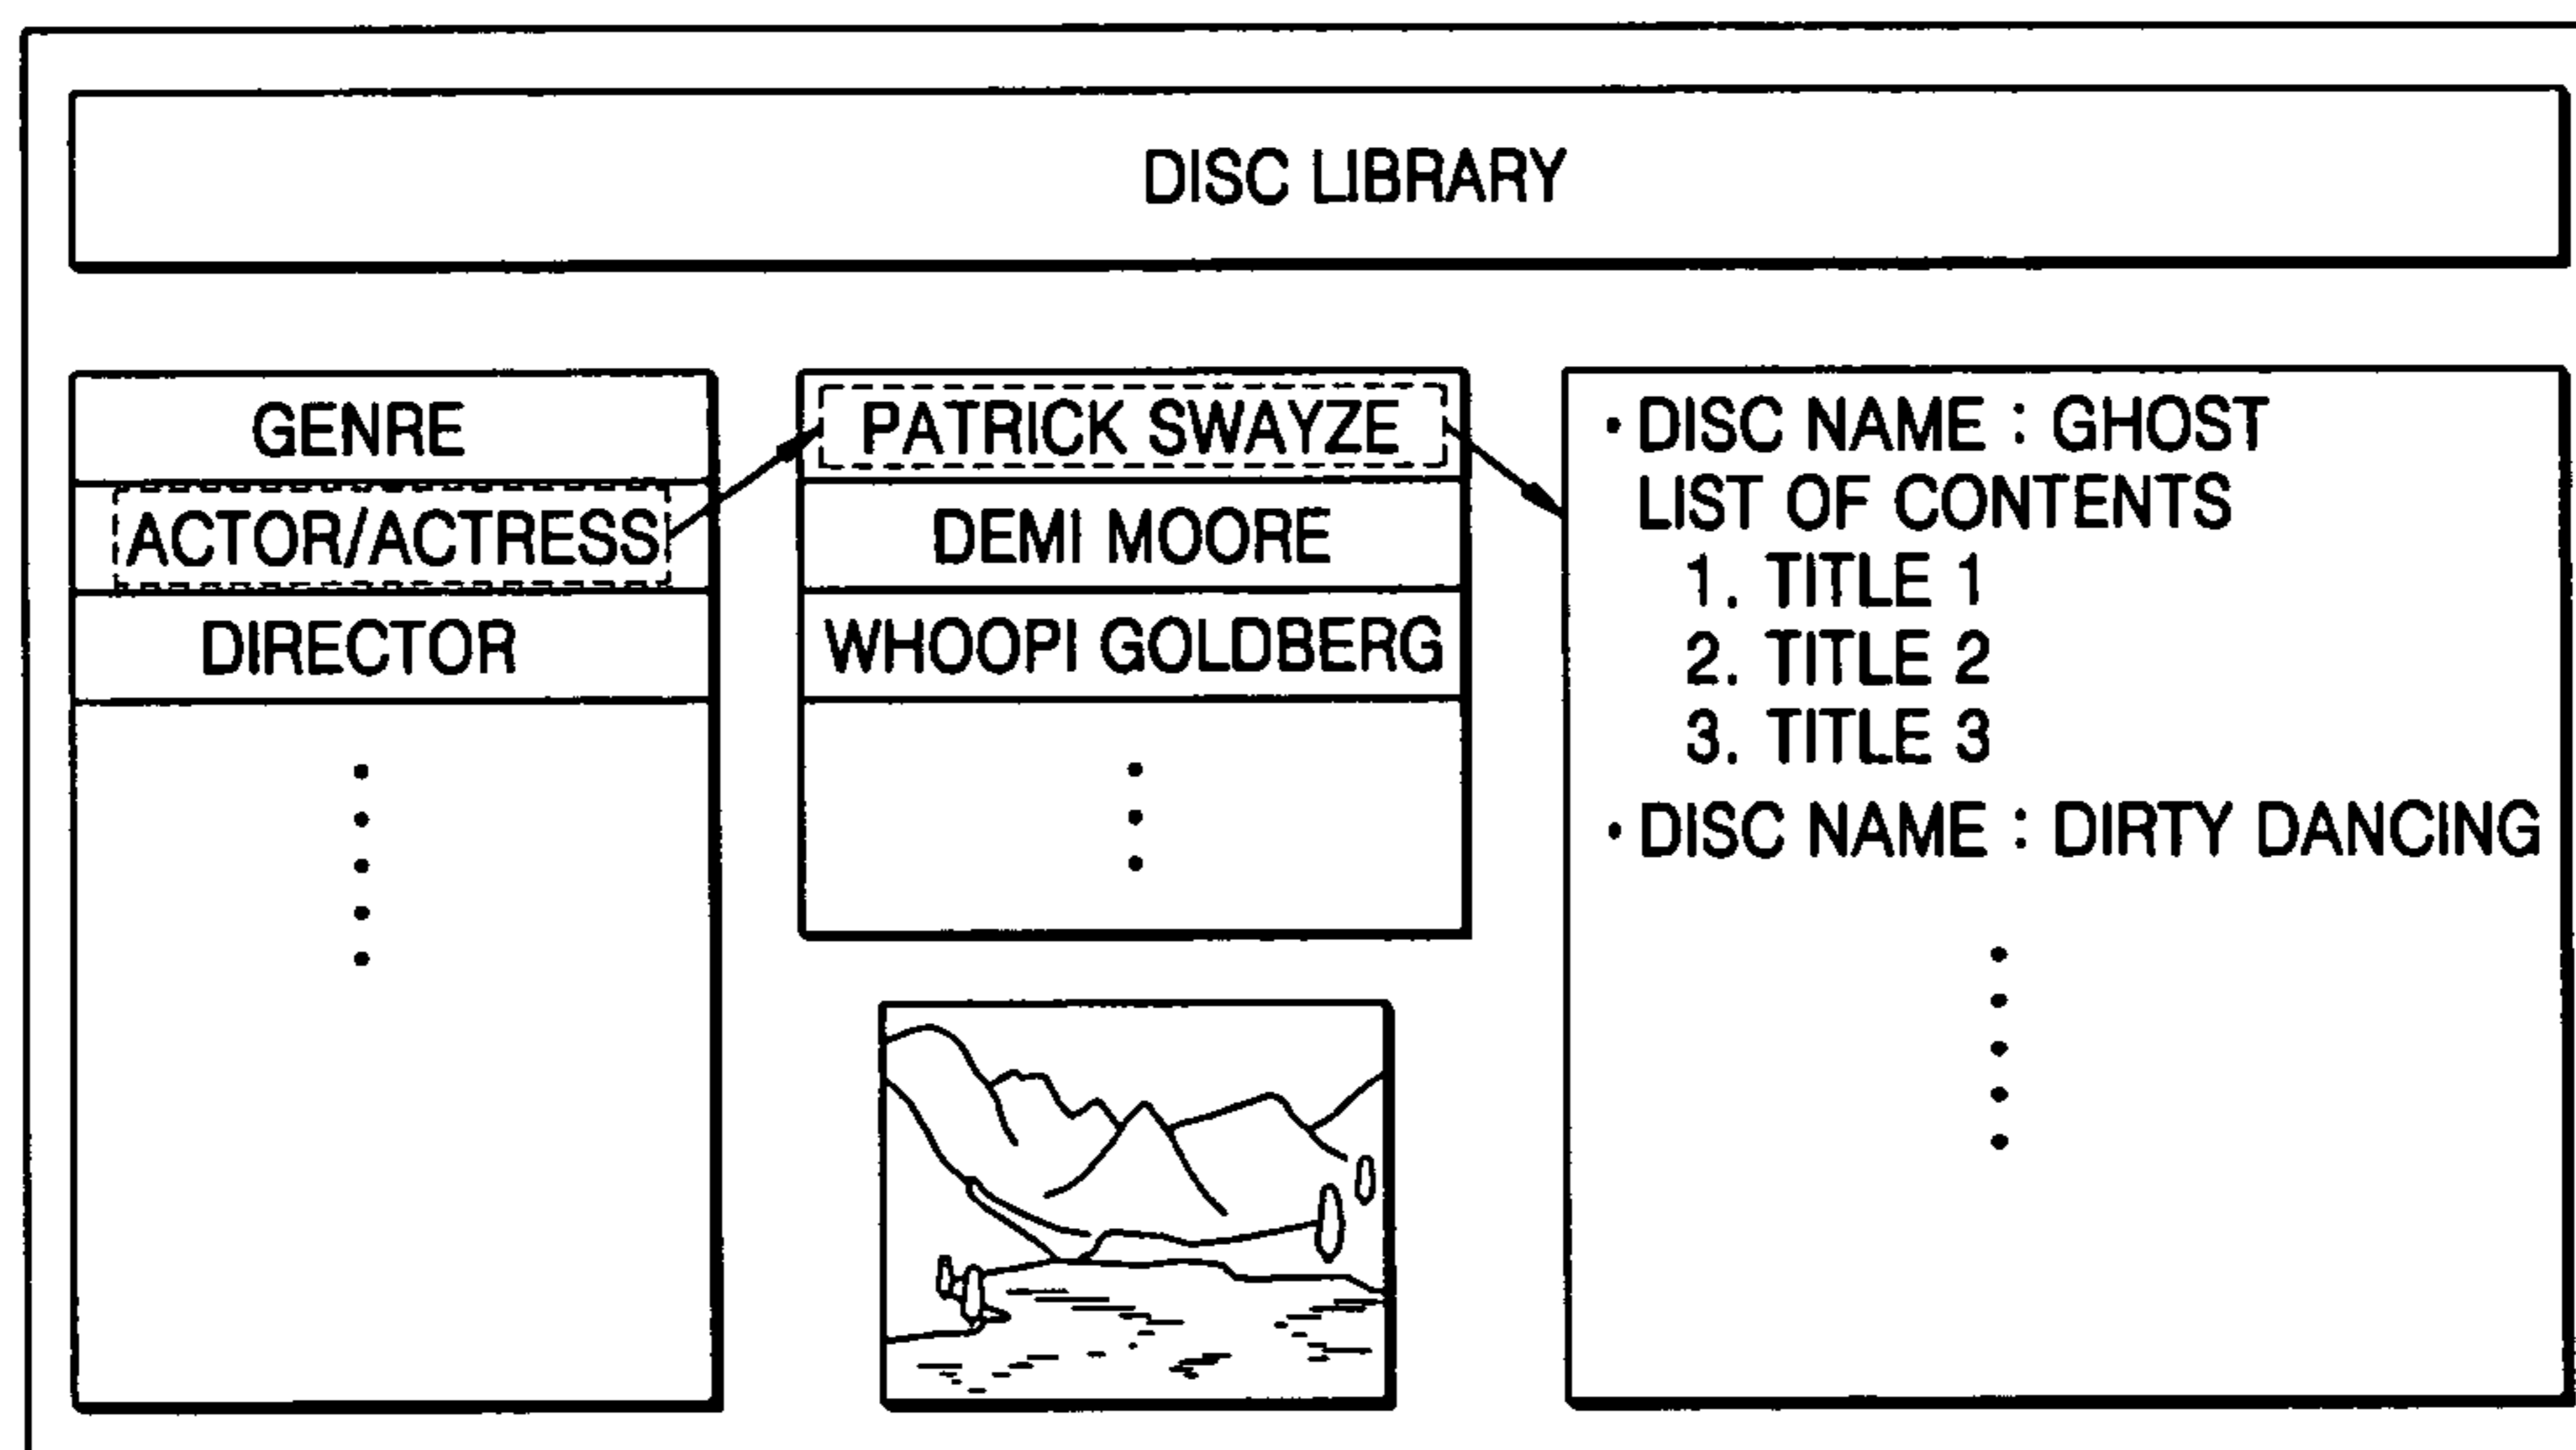 DISC LIBRARY
GENRE
ACTOR/ACTRESS
DIRECTOR
PATRICK SWAYZE
DEMI MOORE
WHOOPI GOLDBERG
• DISC NAME : GHOST
LIST OF CONTENTS
1. TITLE 1
2. TITLE 2
3. TITLE 3
• DISC NAME : DIRTY DANCING